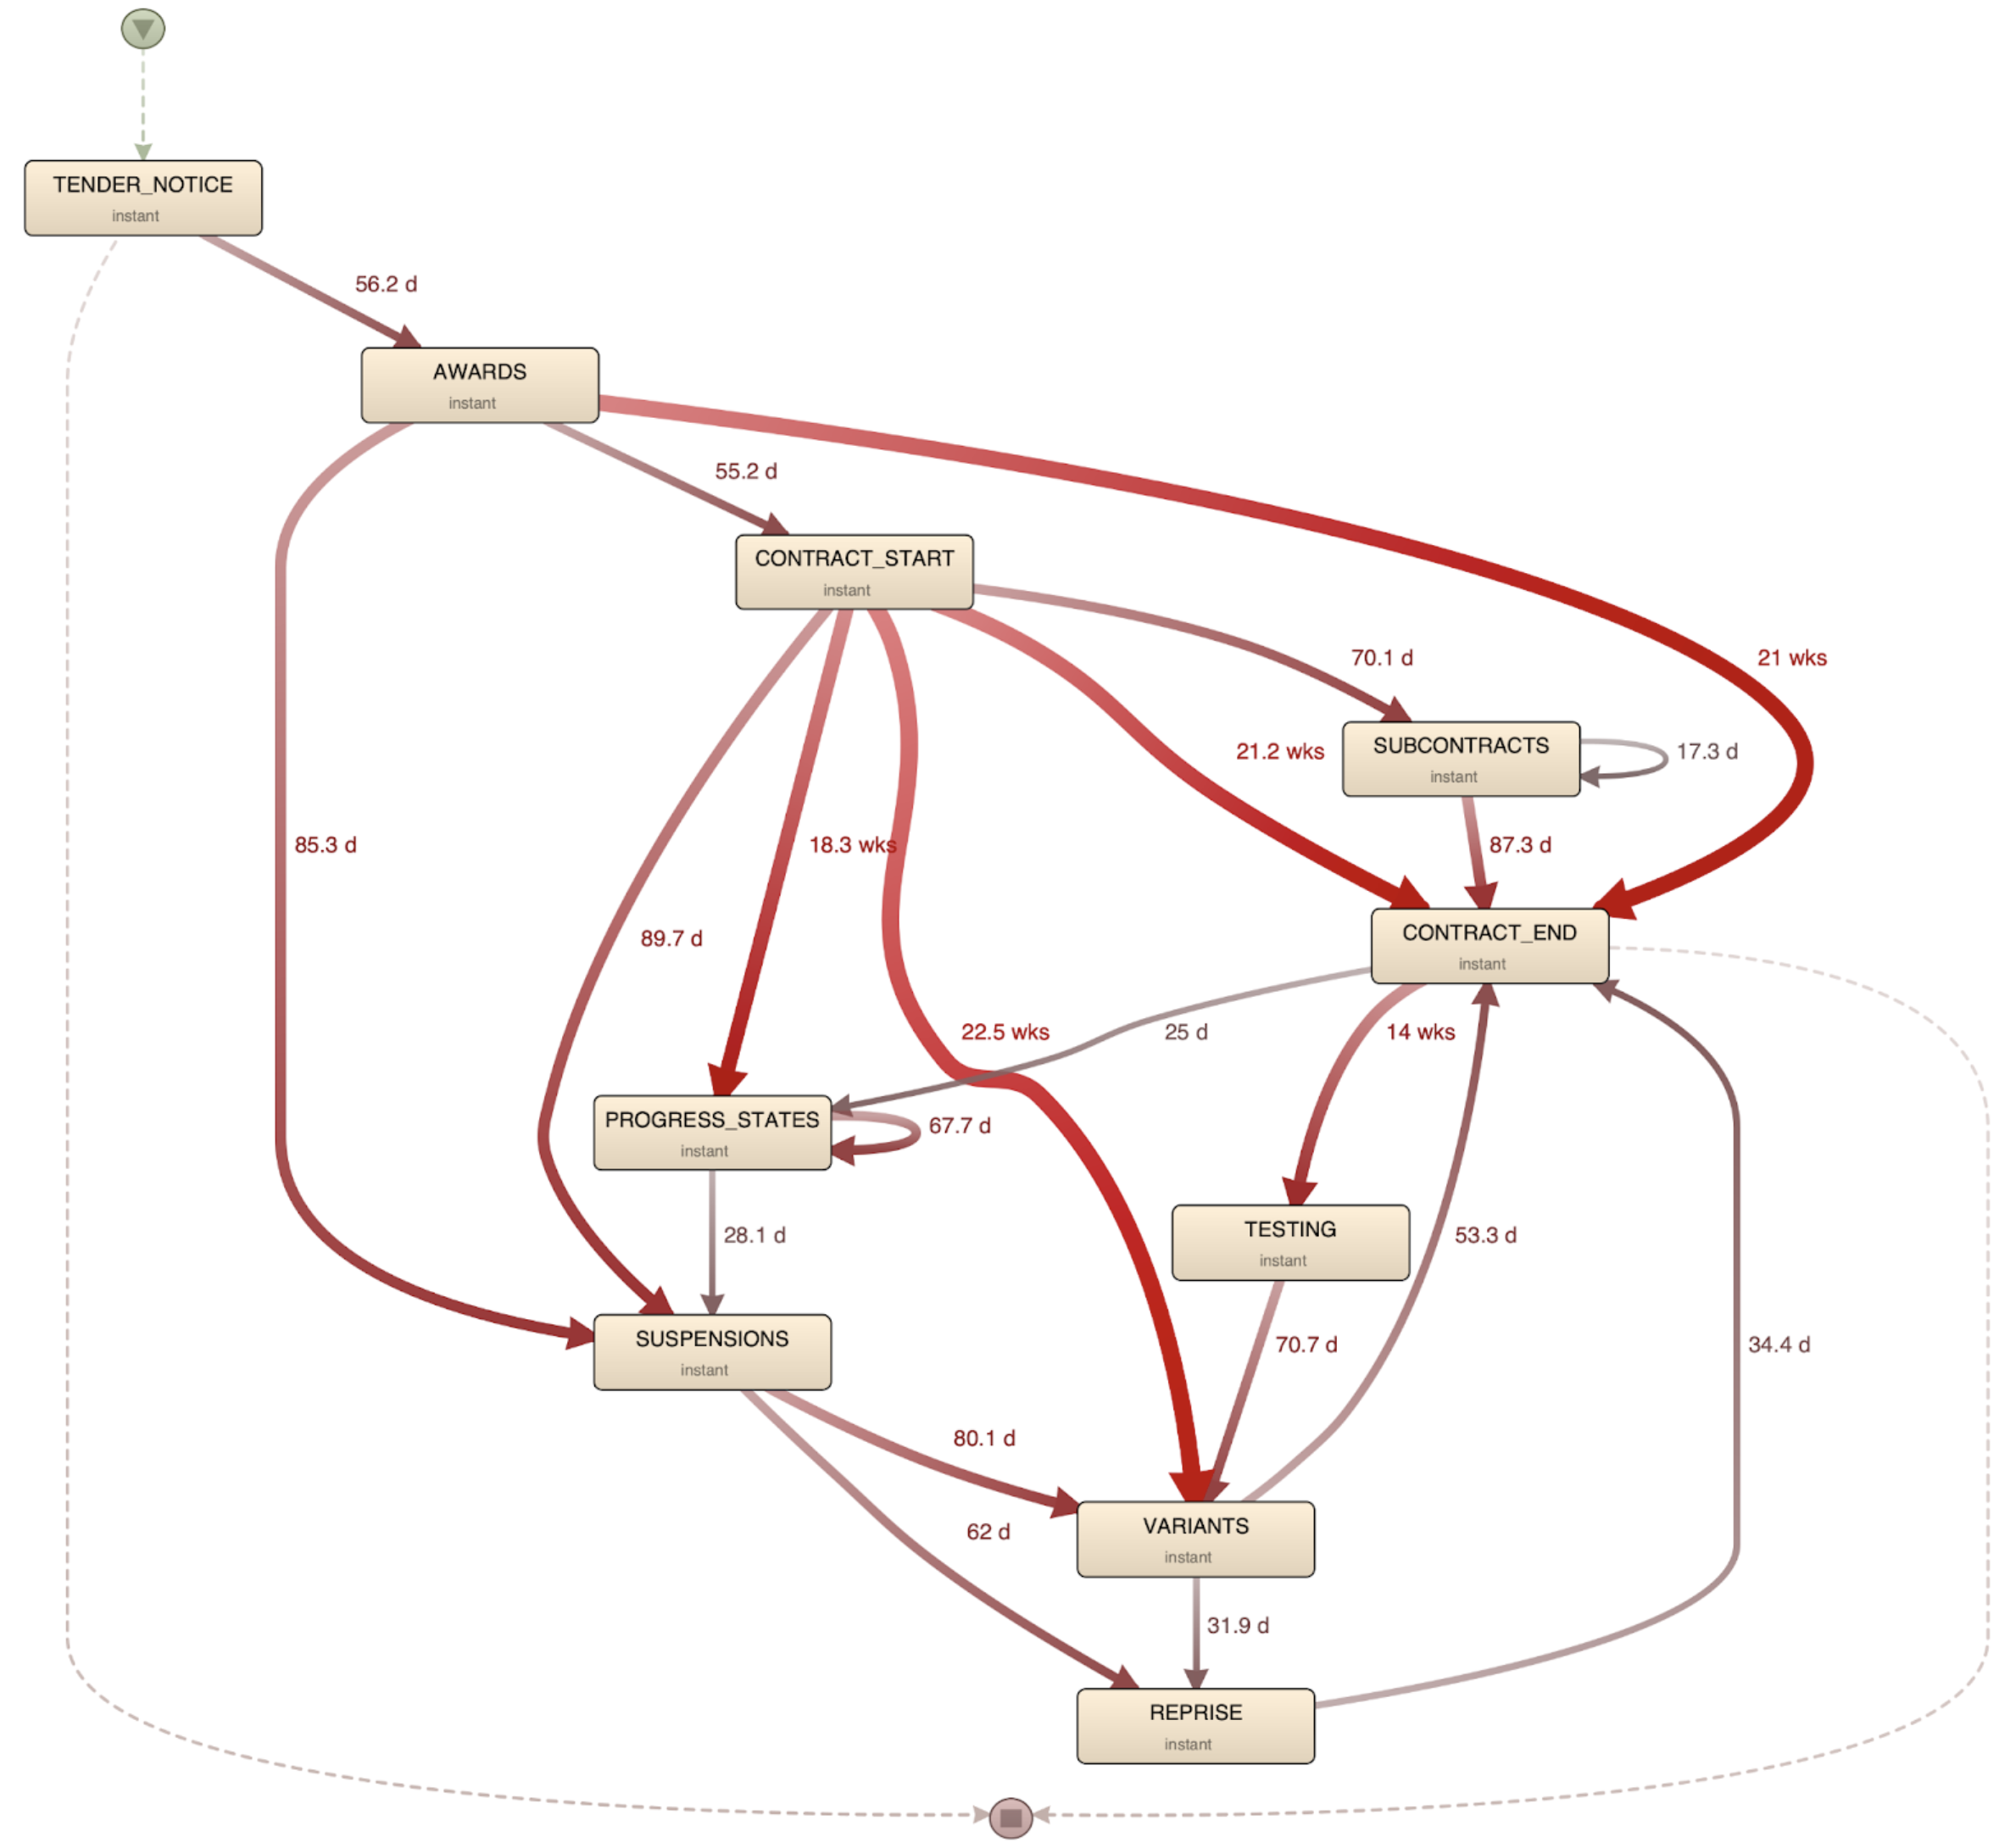 TENDER_NOTICE
instant
56.2 d
AWARDS
instant
55.2 d
CONTRACT_START
instant
70.1 d
21 wks
SUBCONTRACTS
instant
17.3 d
21.2 wks
85.3 d
18.3 wks
87.3 d
89.7 d
CONTRACT_END
instant
22.5 wks
25 d
14 wks
PROGRESS_STATES
instant
67.7 d
28.1 d
TESTING
instant
53.3 d
SUSPENSIONS
instant
70.7 d
34.4 d
80.1 d
62 d
VARIANTS
instant
31.9 d
REPRISE
instant